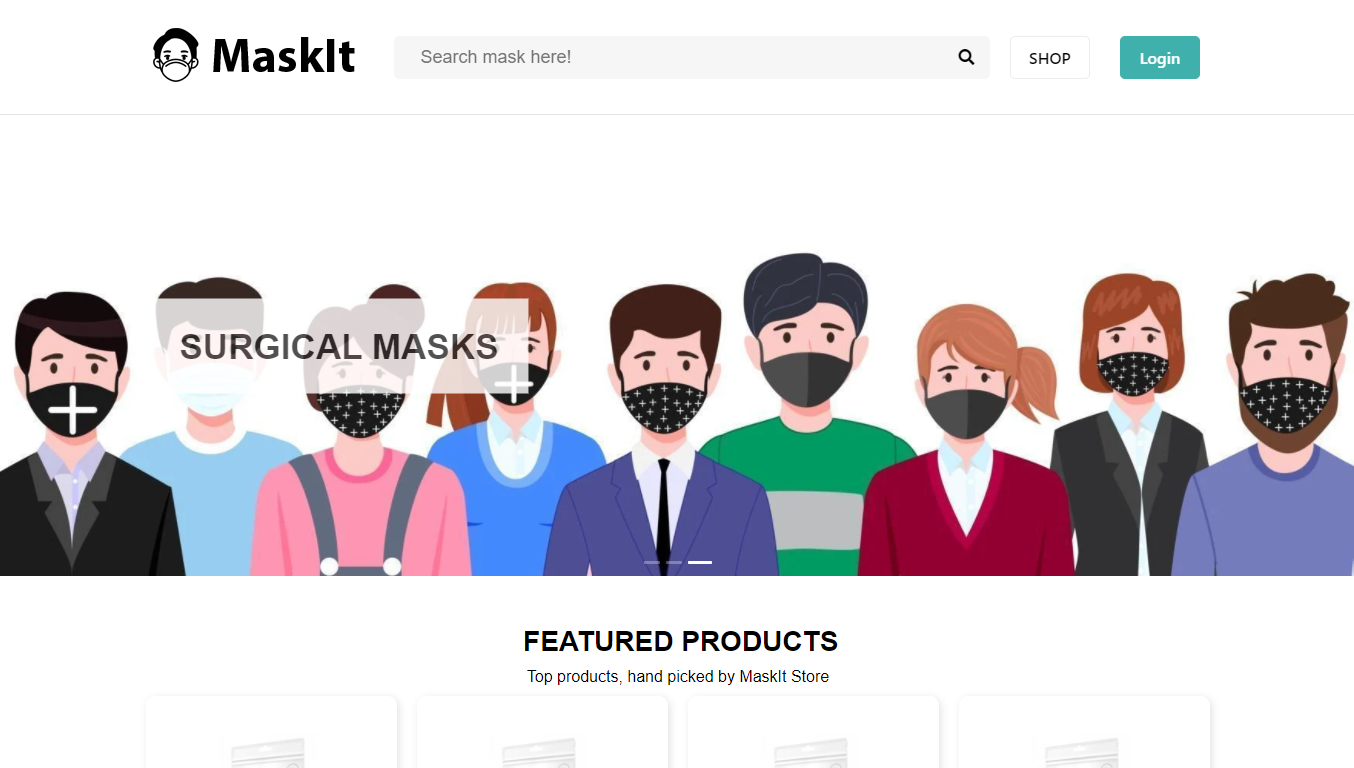 MaskIt
Search mask here!
SHOP
Login
SURGICAL MASKS
FEATURED PRODUCTS
Top products, hand picked by MaskIt Store